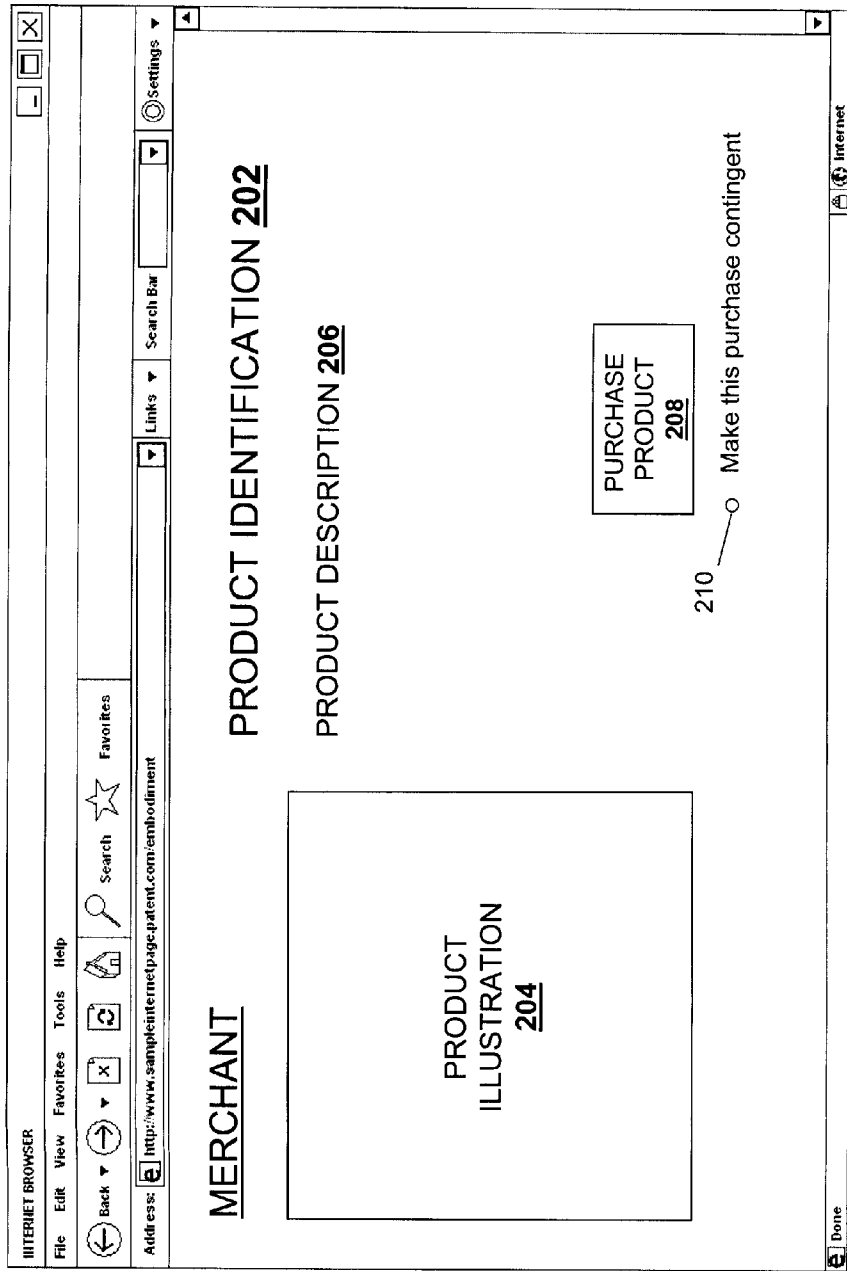 INTERNET BROWSER
File Edit View Favorites Tools Help
Back Search Favorites
Address: http://www.sampleinternetpage.patent.com/embodiment Links Search Bar Settings
MERCHANT
PRODUCT IDENTIFICATION 202
PRODUCT DESCRIPTION 206
PRODUCT
ILLUSTRATION
204
PURCHASE
PRODUCT
208
210
Make this purchase contingent
Done Internet